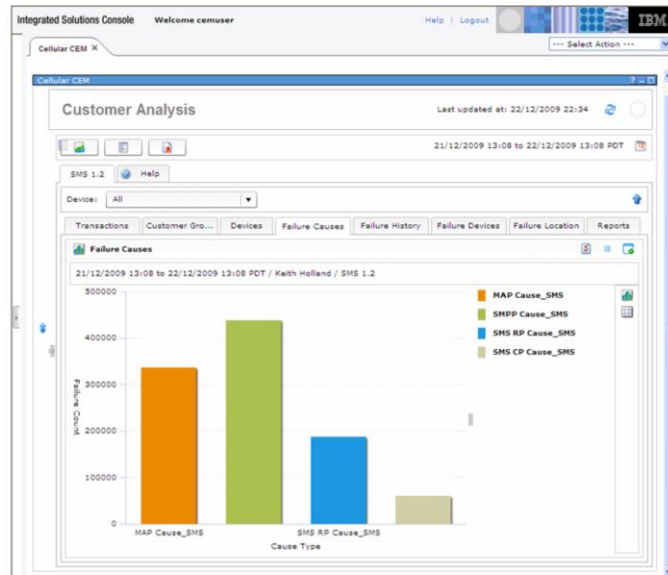 Integrated Solutions Console Welcome cemuser Help | Logout IBM
Cellular CEM × --- Select Action ---
Cellular CEM
Customer Analysis Last updated at: 22/12/2009 22:34
21/12/2009 13:08 to 22/12/2009 13:08 PDT
SMS 1.2 Help
Device: All
Transactions Customer Gro... Devices Failure Causes Failure History Failure Devices Failure Location Reports
Failure Causes
21/12/2009 13:08 to 22/12/2009 13:08 PDT / Keith Holland / SMS 1.2
500000
400000
300000
200000
100000
0
Failure Count
MAP Cause_SMS SMS RP Cause_SMS
Cause Type
MAP Cause_SMS
SMPP Cause_SMS
SMS RP Cause_SMS
SMS CP Cause_SMS